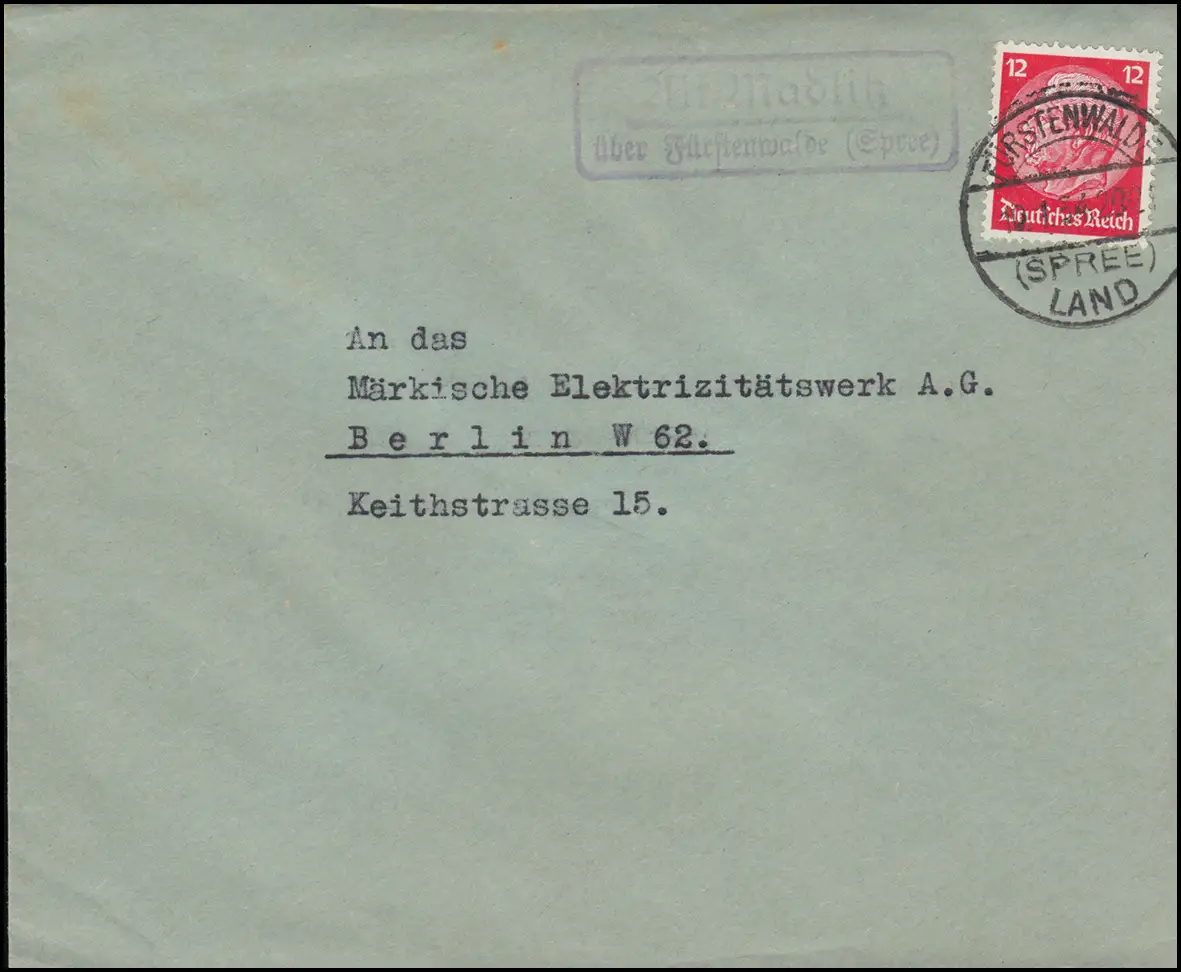 Alt Madlitz
über Fürstenwalde (Spree)
12 12
Deutsches Reich
FÜRSTENWALDE
(SPREE)
LAND
An das
Märkische Elektrizitätswerk A.G.
Berlin W 62.
Keithstrasse 15.